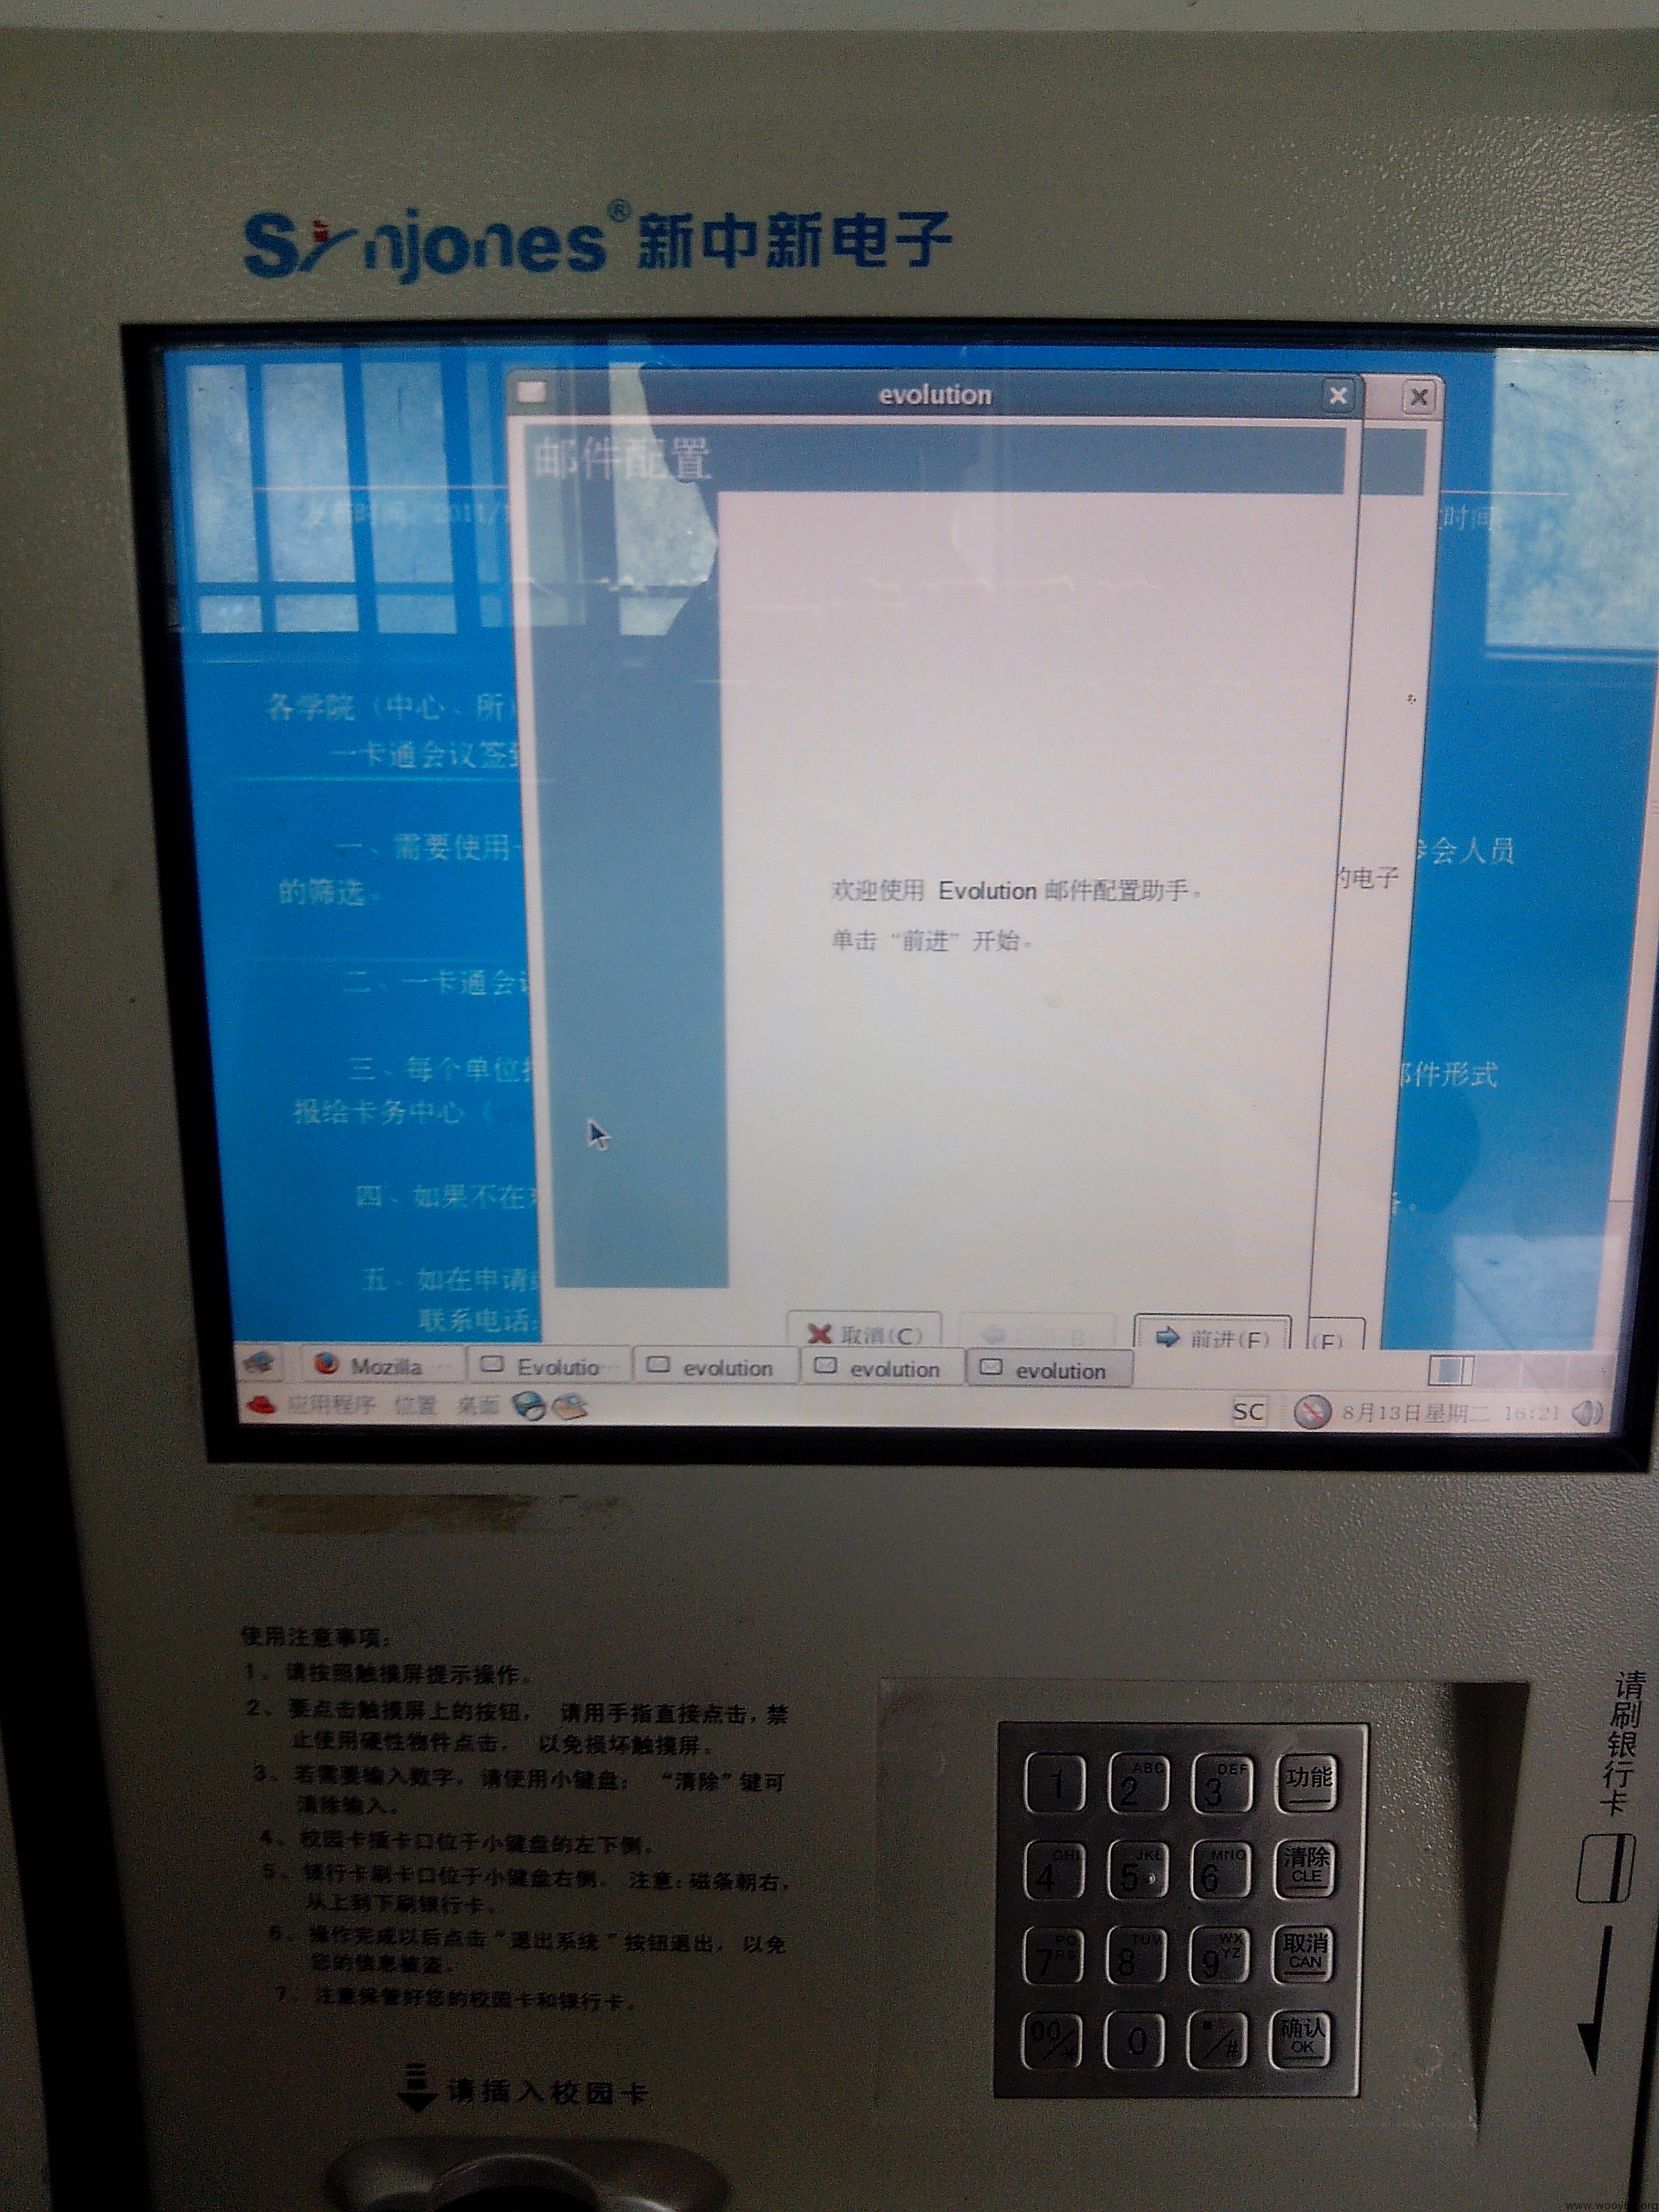 Synjones® 新中新电子
evolution
邮件配置
时间
各学院（中心、所）
一卡通会议签到
一、需要使用
参会人员
的筛选。
欢迎使用 Evolution 邮件配置助手。
的电子
单击“前进”开始。
二、一卡通会议
三、每个单位
邮件形式
报给卡务中心（
四、如果不在
五、如在申请
联系电话:
取消(C)
(B)
前进(F)
(F)
Mozilla ...
Evolutio...
evolution
evolution
evolution
应用程序 位置 桌面
SC
8月13日星期二 16:21
使用注意事项:
1、请按照触摸屏提示操作。
2、要点击触摸屏上的按钮， 请用手指直接点击,禁
止使用硬性物件点击， 以免损坏触摸屏。
3、若需要输入数字，请使用小键盘； “清除”键可
清除输入。
4、校园卡插卡口位于小键盘的左下侧。
5、银行卡刷卡口位于小键盘右侧。注意:磁条朝右,
从上到下刷银行卡。
6、操作完成以后点击“退出系统”按钮退出，以免
您的信息被盗。
7、注意保管好您的校园卡和银行卡。
请插入校园卡
1
2 ABC
3 DEF
功能
4 GHI
5 JKL
6 MNO
清除 CLE
7 PQRS
8 TUV
9 WXYZ
取消 CAN
00/*
0
./#
确认 OK
请刷银行卡